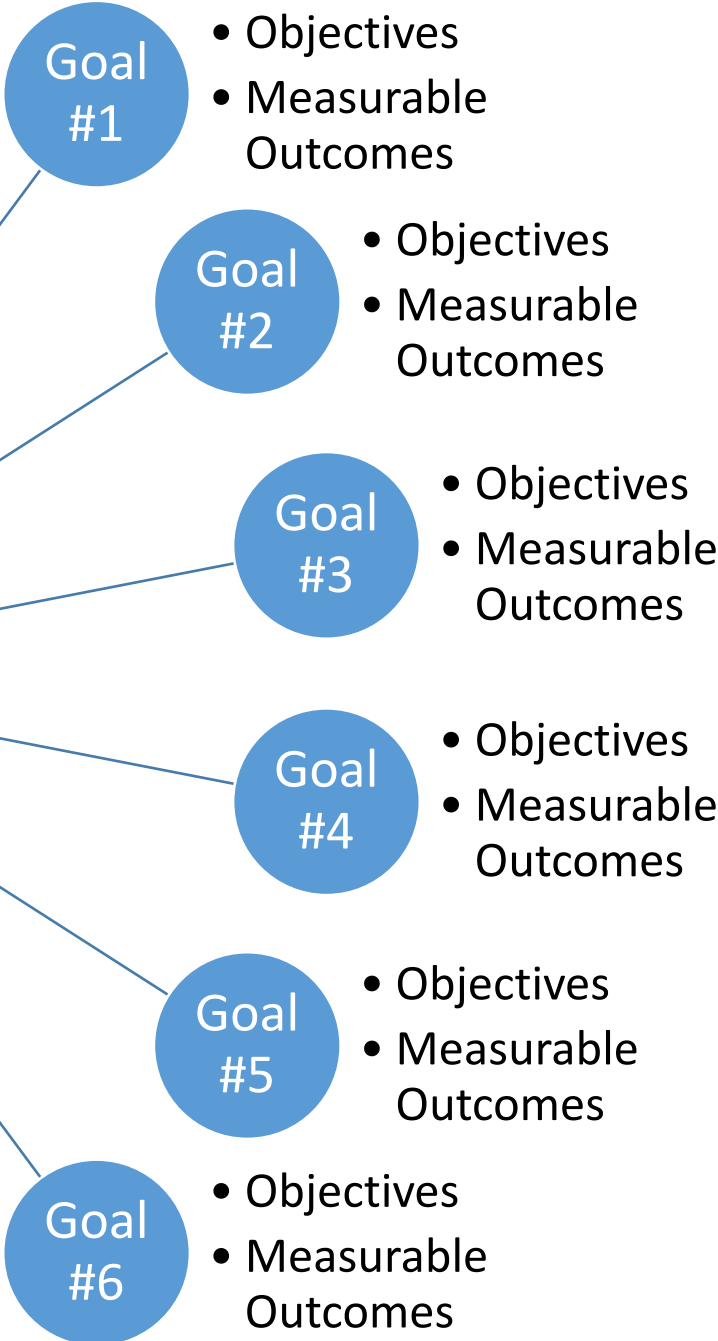 Goal
#1
• Objectives
• Measurable
Outcomes
Goal
#2
• Objectives
• Measurable
Outcomes
Goal
#3
• Objectives
• Measurable
Outcomes
Goal
#4
• Objectives
• Measurable
Outcomes
Goal
#5
• Objectives
• Measurable
Outcomes
Goal
#6
• Objectives
• Measurable
Outcomes